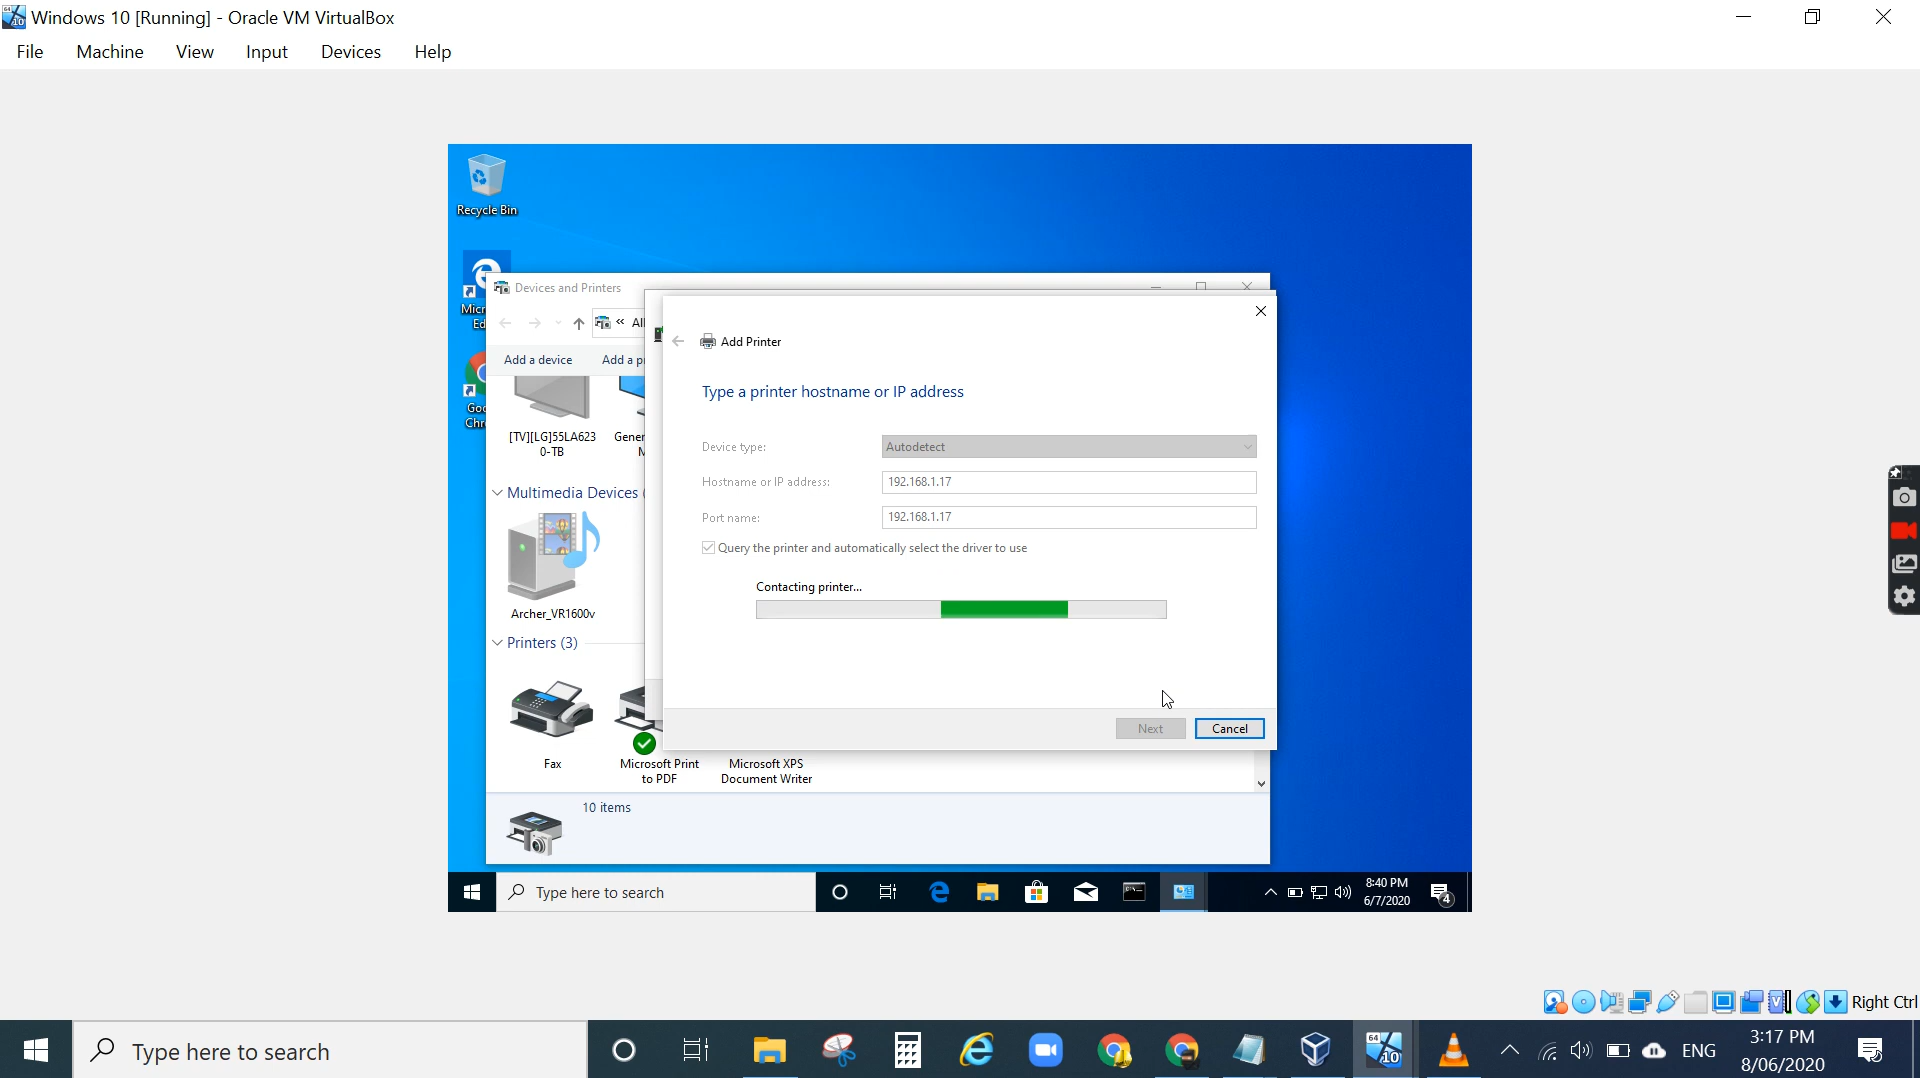 Windows 10 [Running] - Oracle VM VirtualBox
File Machine View Input Devices Help
Recycle Bin
Devices and Printers
Add a device
[TV][LG]55LA623
0-TB
Multimedia Devices
Archer_VR1600v
Printers (3)
Fax
Microsoft Print
to PDF
Microsoft XPS
Document Writer
10 items
Add Printer
Type a printer hostname or IP address
Device type: Autodetect
Hostname or IP address: 192.168.1.17
Port name: 192.168.1.17
Query the printer and automatically select the driver to use
Contacting printer...
Next Cancel
Type here to search
8:40 PM
6/7/2020
4
Right Ctrl
Type here to search
64
10
ENG
3:17 PM
8/06/2020